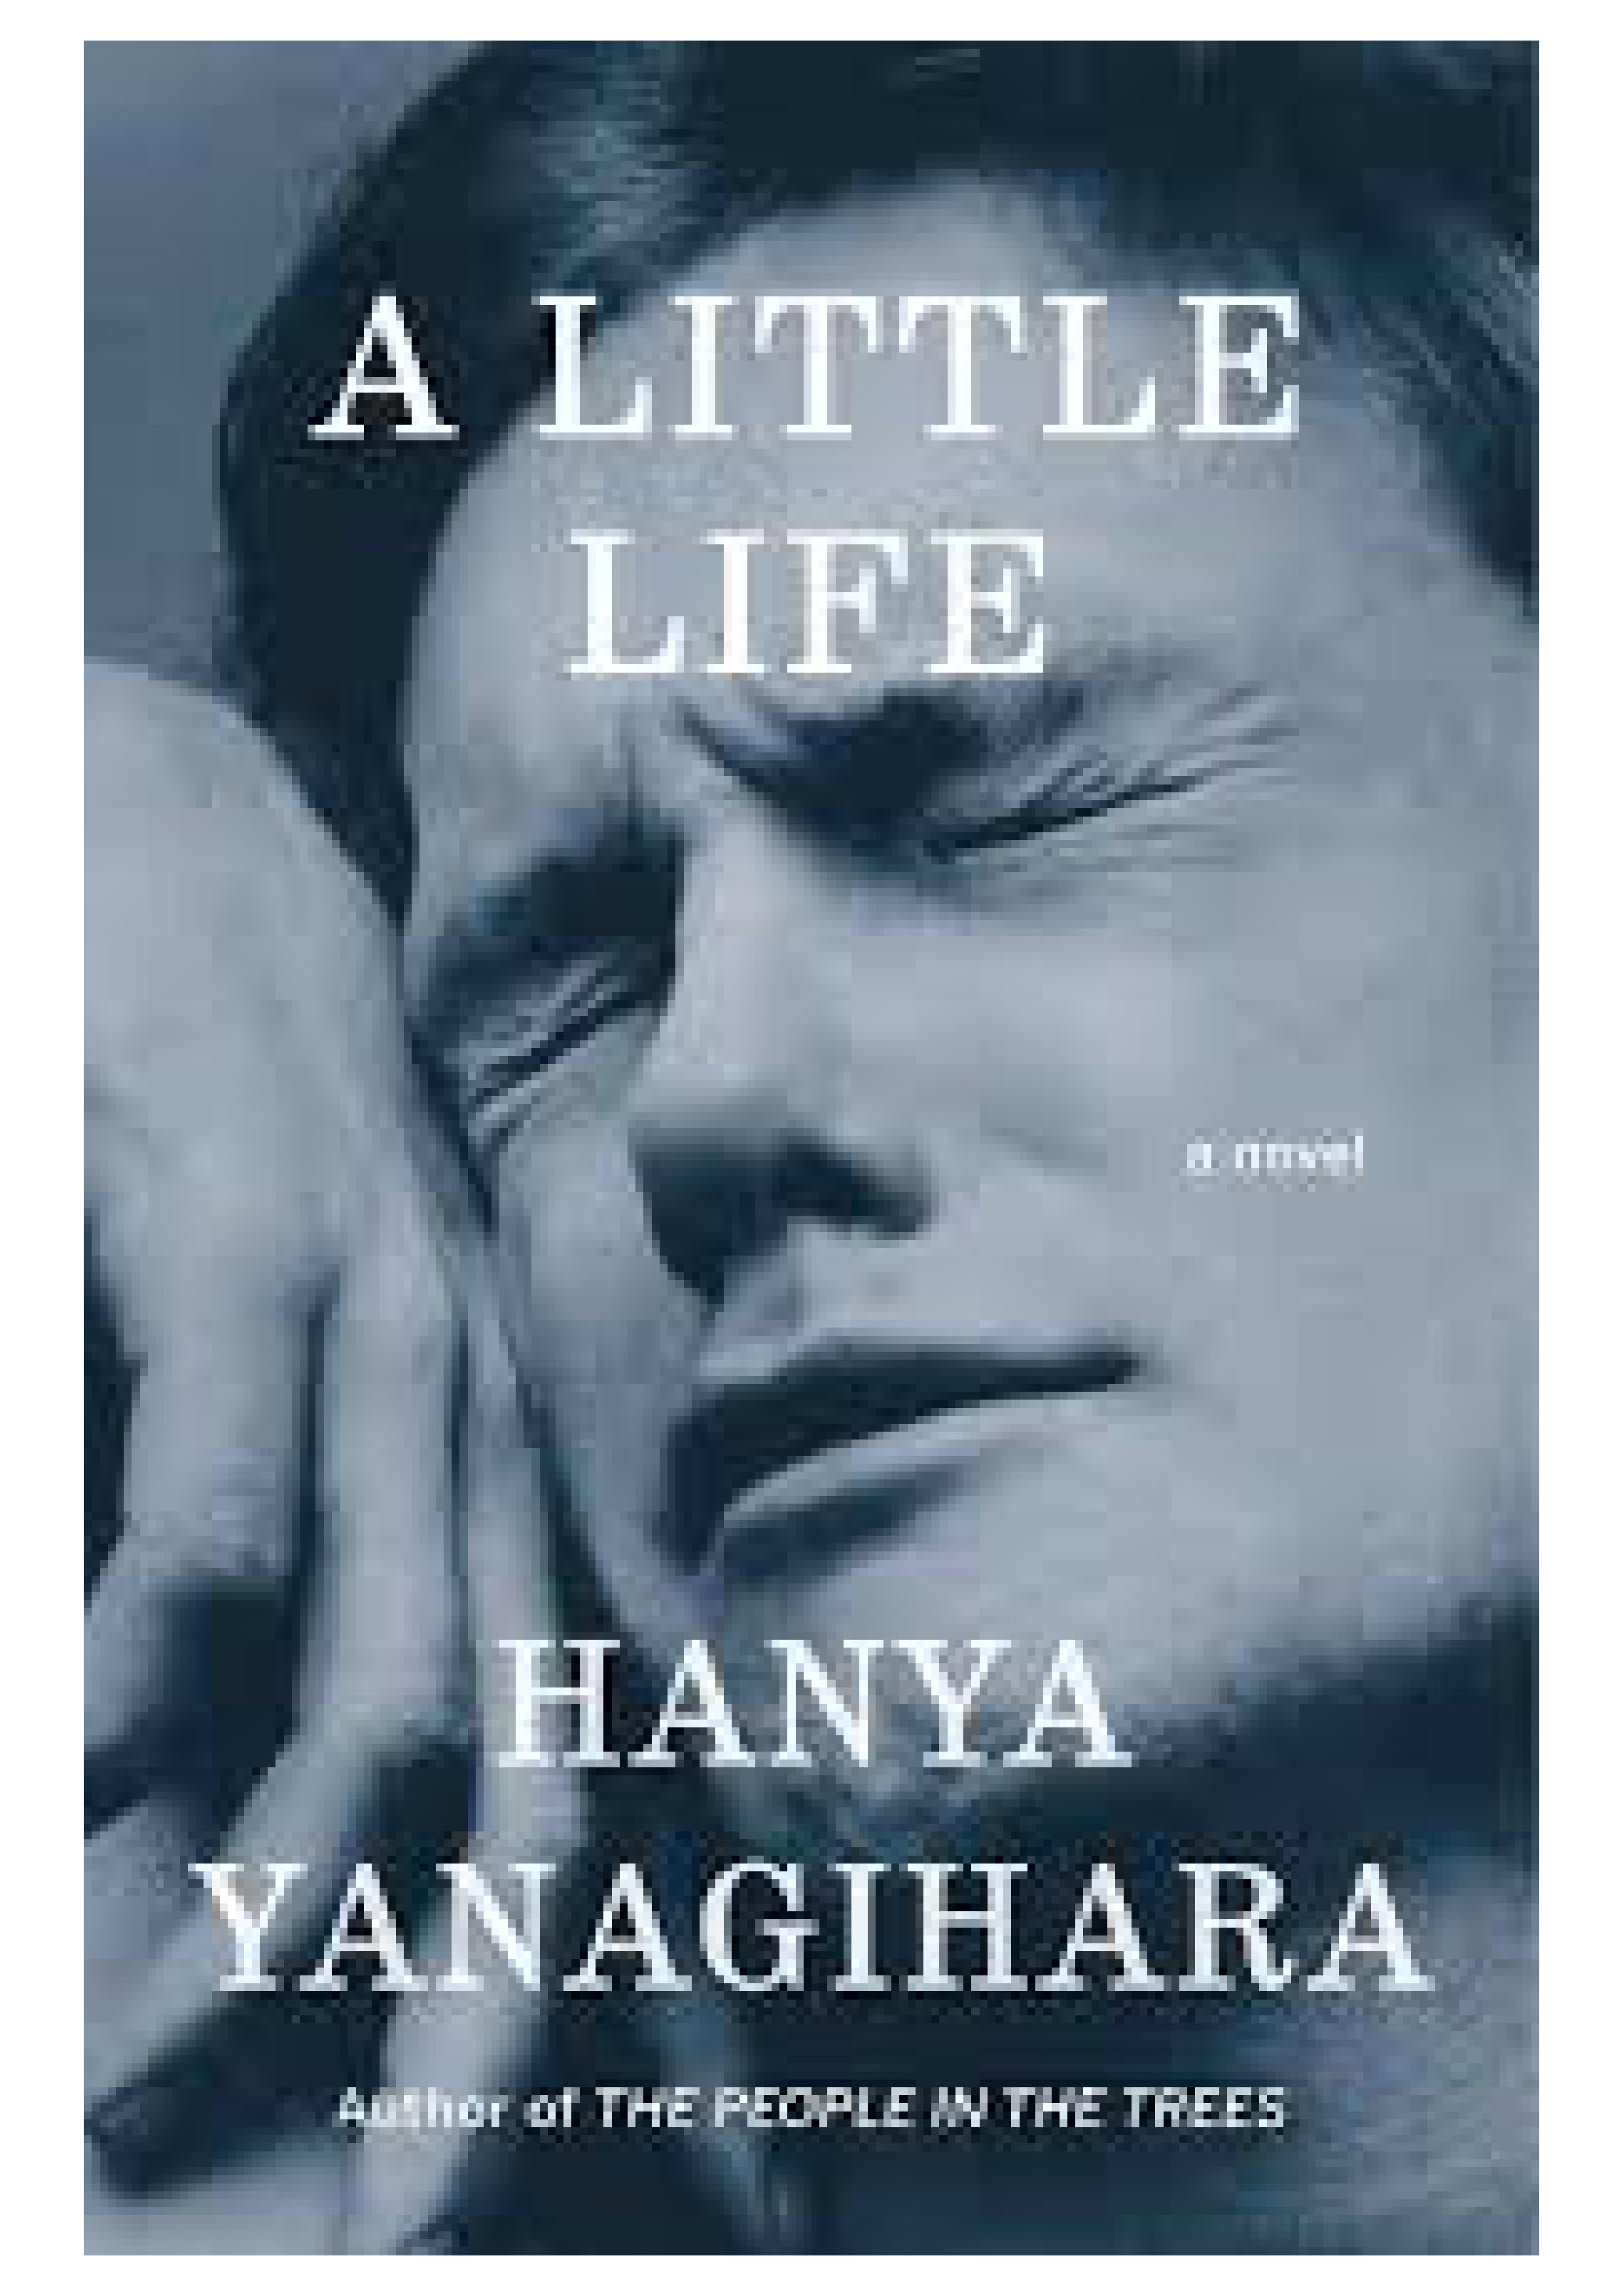 A LITTLE
LIFE
a novel
HANYA
YANAGIHARA
Author of THE PEOPLE IN THE TREES